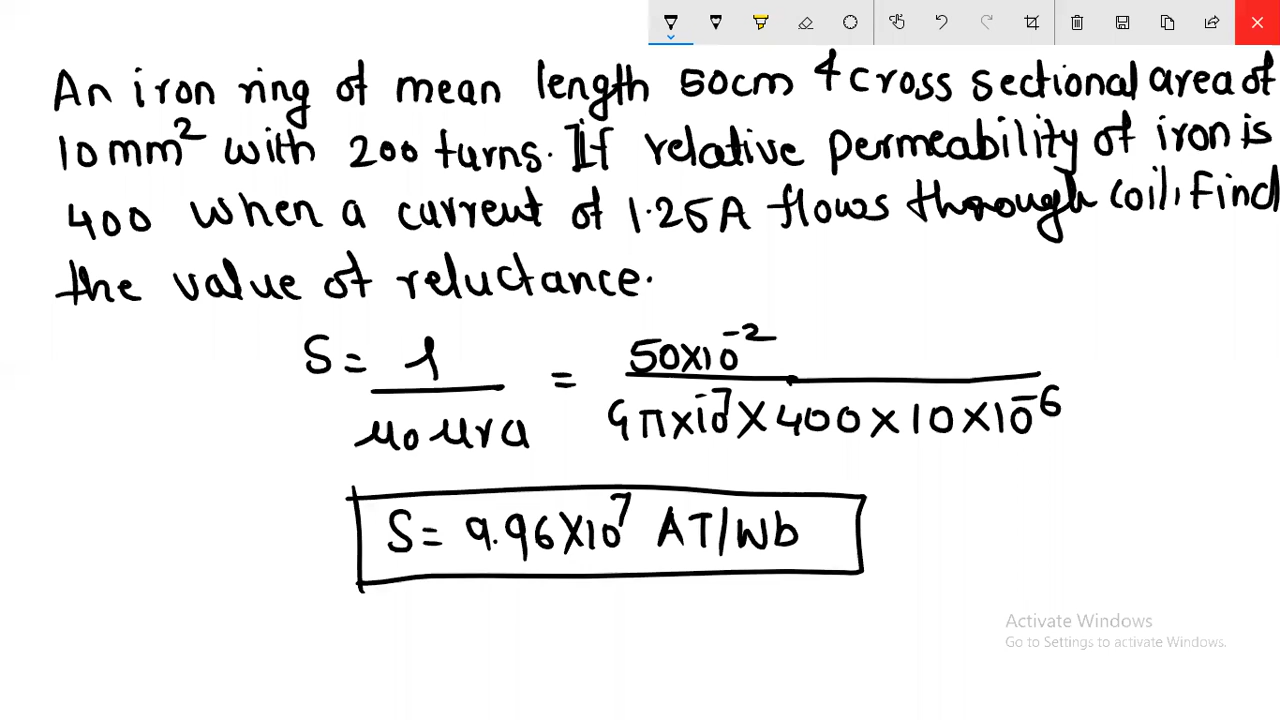 An iron ring of mean length 50cm & cross sectional area of
10mm² with 200 turns. If relative permeability of iron is
400 when a current of 1.25A flows through coil. Find
the value of reluctance.
S = l / μ₀ μr a = 50×10⁻² / 4π×10⁻⁷ × 400 × 10 × 10⁻⁶
S = 9.96×10⁷ AT/wb
Activate Windows
Go to Settings to activate Windows.